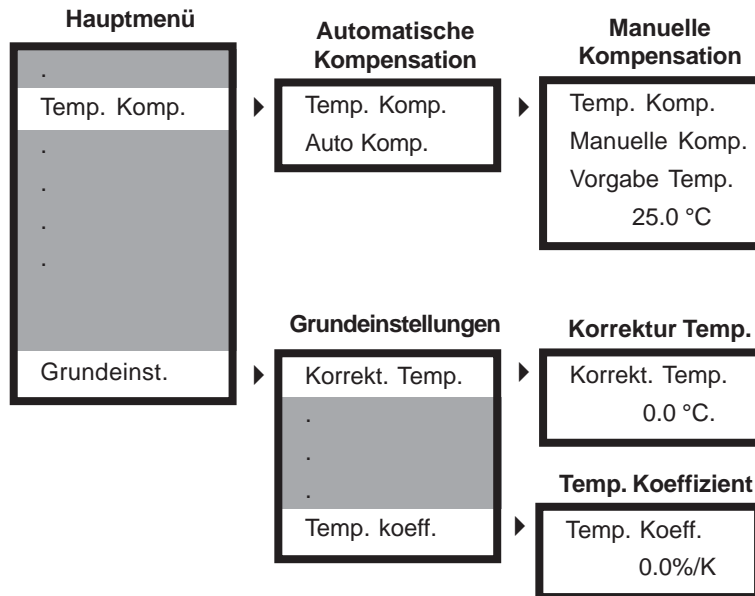 Hauptmenü
.
Temp. Komp.
.
.
.
.
Grundeinst.
Automatische
Kompensation
Temp. Komp.
Auto Komp.
Manuelle
Kompensation
Temp. Komp.
Manuelle Komp.
Vorgabe Temp.
25.0 °C
Grundeinstellungen
Korrekt. Temp.
.
.
.
Temp. koeff.
Korrektur Temp.
Korrekt. Temp.
0.0 °C.
Temp. Koeffizient
Temp. Koeff.
0.0%/K